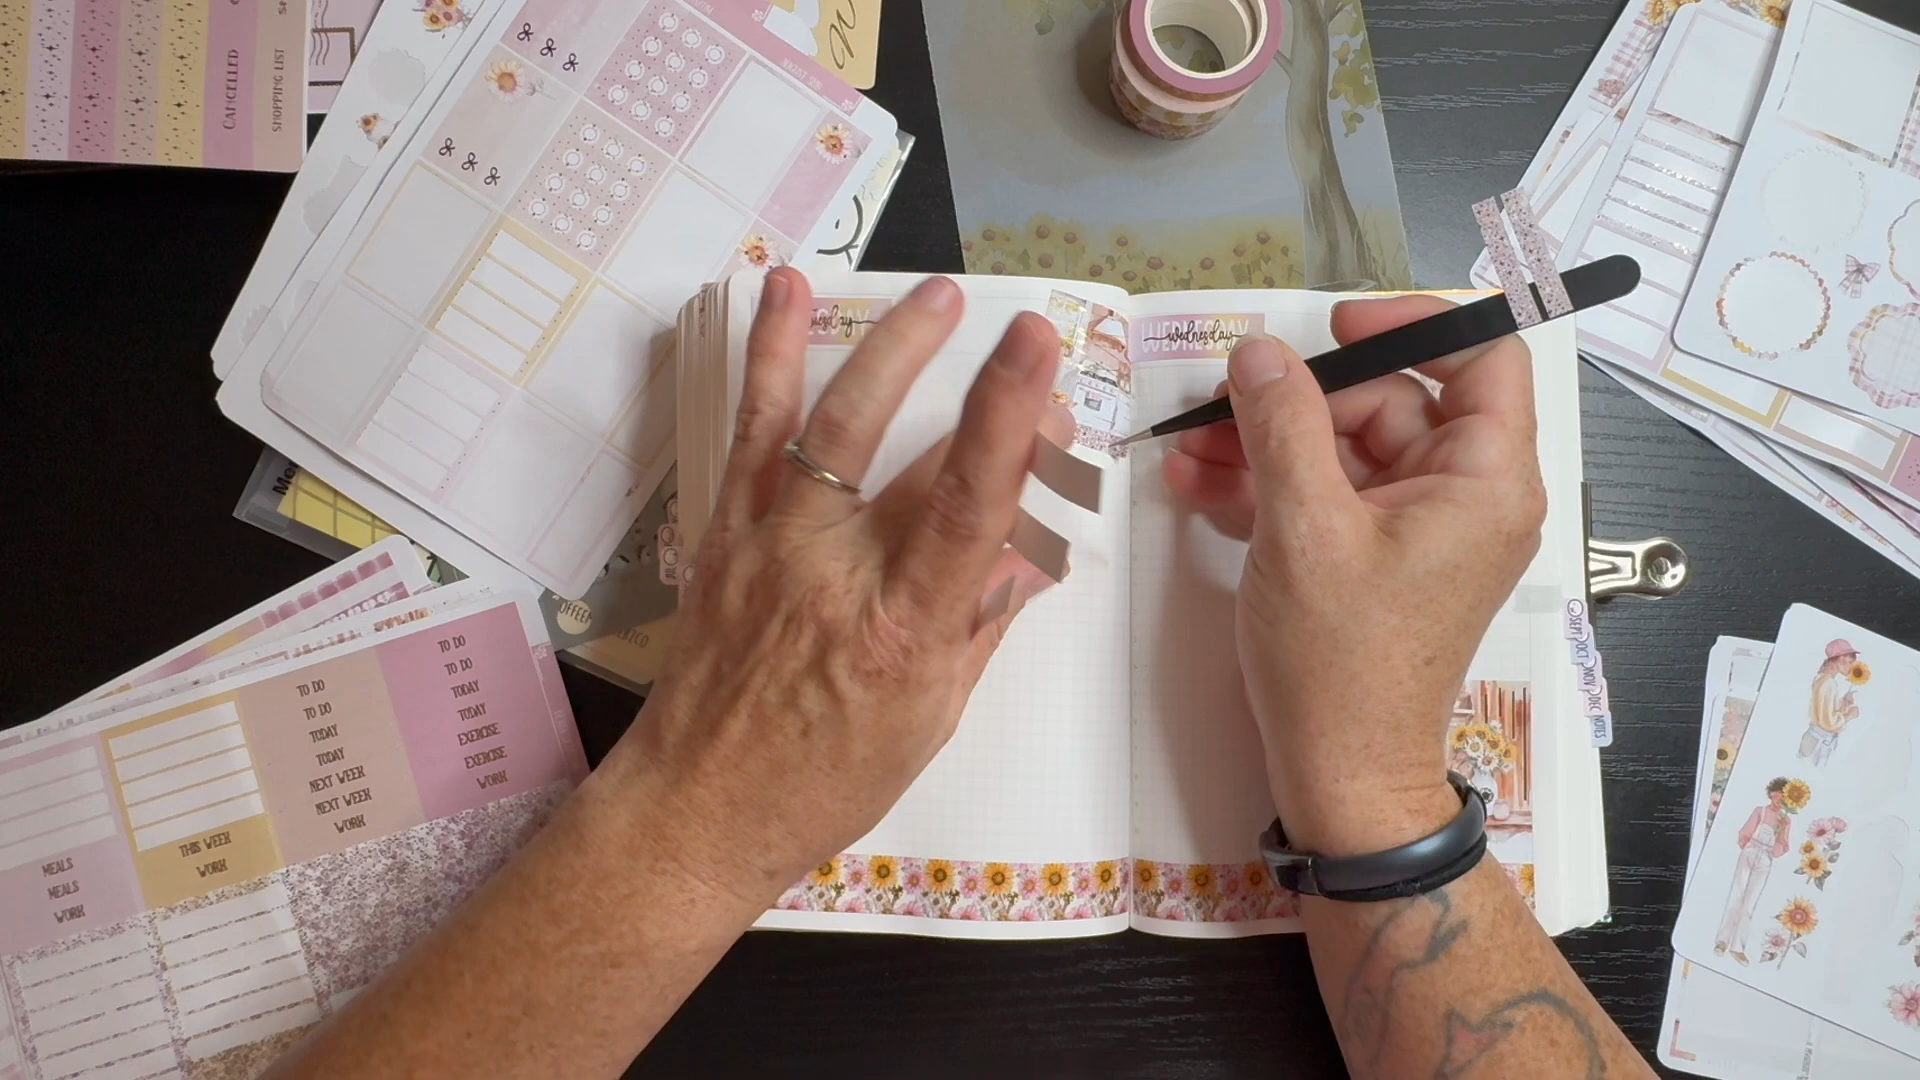 CANCELLED
SHOPPING LIST
WEDNESDAY
wednesday
SEPT
OCT
NOV
DEC
NOTES
TO DO
TO DO
TODAY
TODAY
EXERCISE
EXERCISE
WORK
TO DO
TO DO
TODAY
TODAY
NEXT WEEK
NEXT WEEK
WORK
THIS WEEK
WORK
MEALS
MEALS
WORK